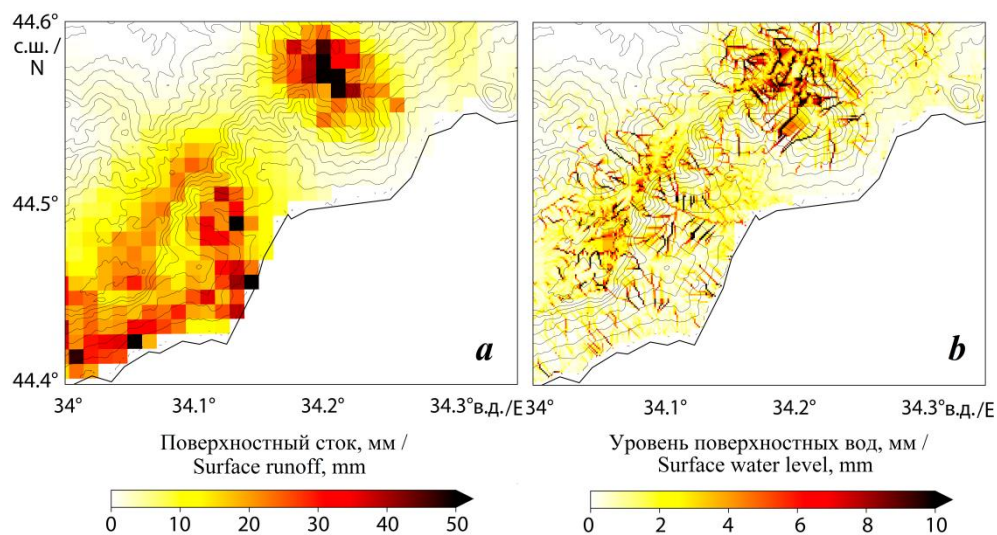 44.6°
с.ш. /
N
44.5°
44.4°
a
b
34° 34.1° 34.2° 34.3°в.д./E
34° 34.1° 34.2° 34.3°в.д./E
Поверхностный сток, мм /
Surface runoff, mm
0 10 20 30 40 50
Уровень поверхностных вод, мм /
Surface water level, mm
0 2 4 6 8 10